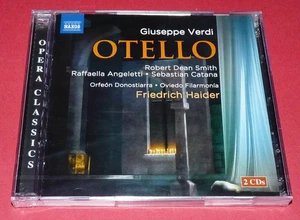 NAXOS
Giuseppe Verdi
OTELLO
Robert Dean Smith
Raffaella Angeletti • Sebastian Catana
Orfeón Donostiarra • Oviedo Filarmonía
Friedrich Haider
OPERA CLASSICS
2 CDs